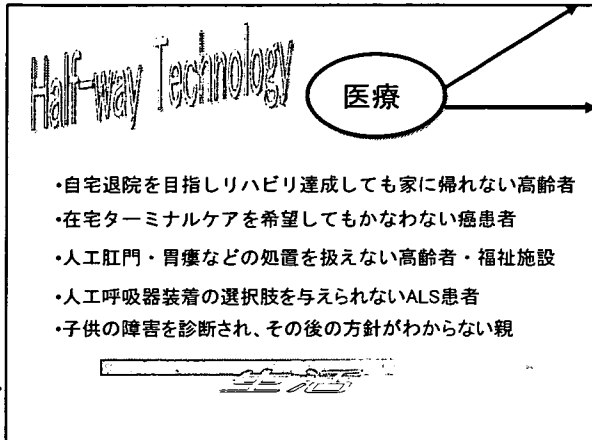 Half-way Technology
医療
・自宅退院を目指しリハビリ達成しても家に帰れない高齢者
・在宅ターミナルケアを希望してもかなわない癌患者
・人工肛門・胃瘻などの処置を扱えない高齢者・福祉施設
・人工呼吸器装着の選択肢を与えられないALS患者
・子供の障害を診断され、その後の方針がわからない親
生活